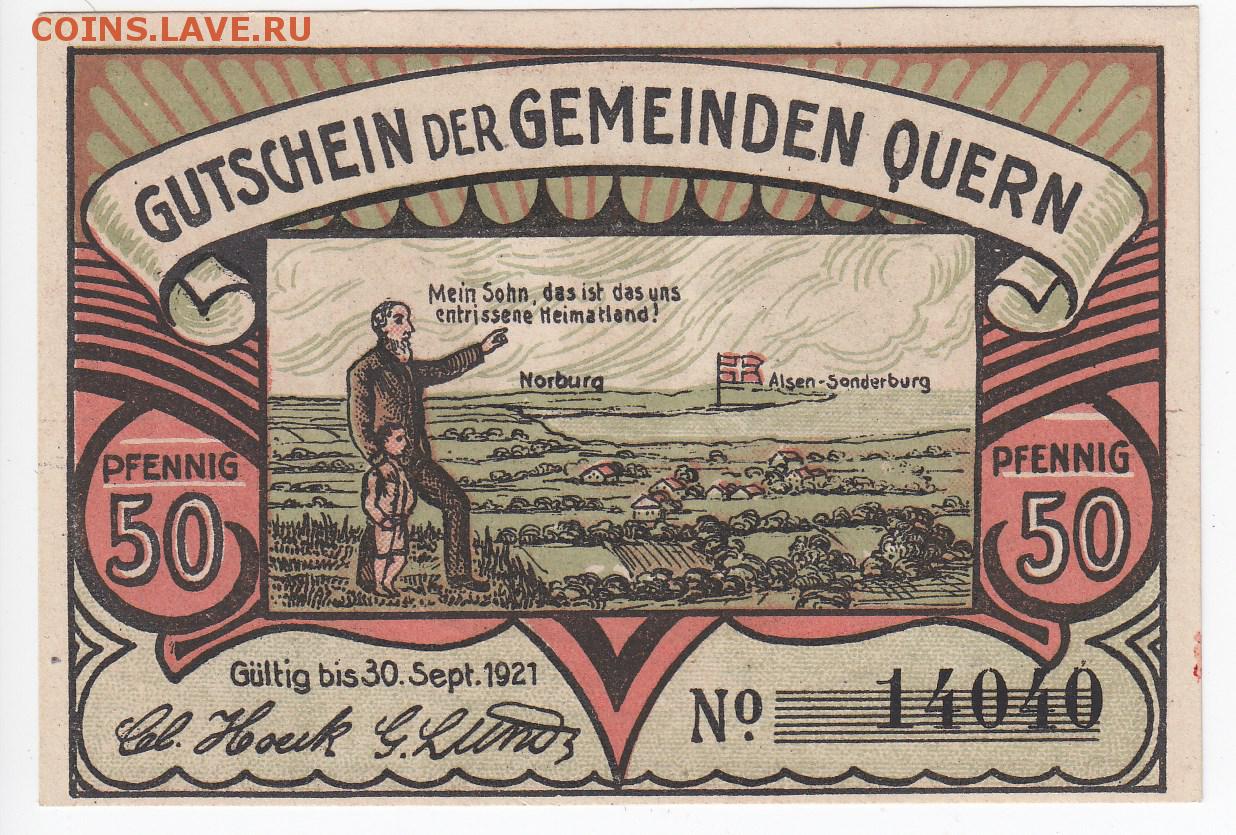 COINS.LAVE.RU
GUTSCHEIN DER GEMEINDEN QUERN
Mein Sohn, das ist das uns
entrissene Heimatland!
Norburg
Alsen-Sonderburg
PFENNIG
50
PFENNIG
50
Gültig bis 30. Sept. 1921
No. 14040